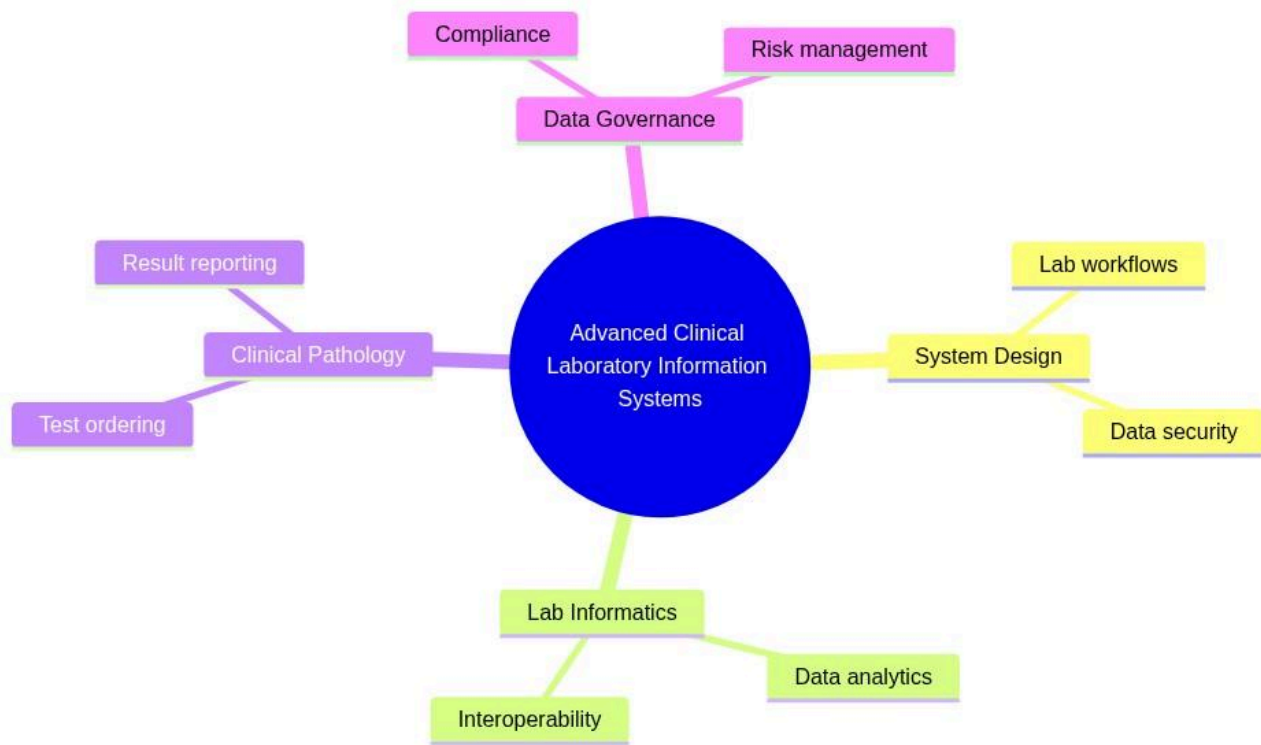 Compliance
Risk management
Data Governance
Result reporting
Lab workflows
Clinical Pathology
Advanced Clinical
Laboratory Information
Systems
System Design
Test ordering
Data security
Lab Informatics
Data analytics
Interoperability